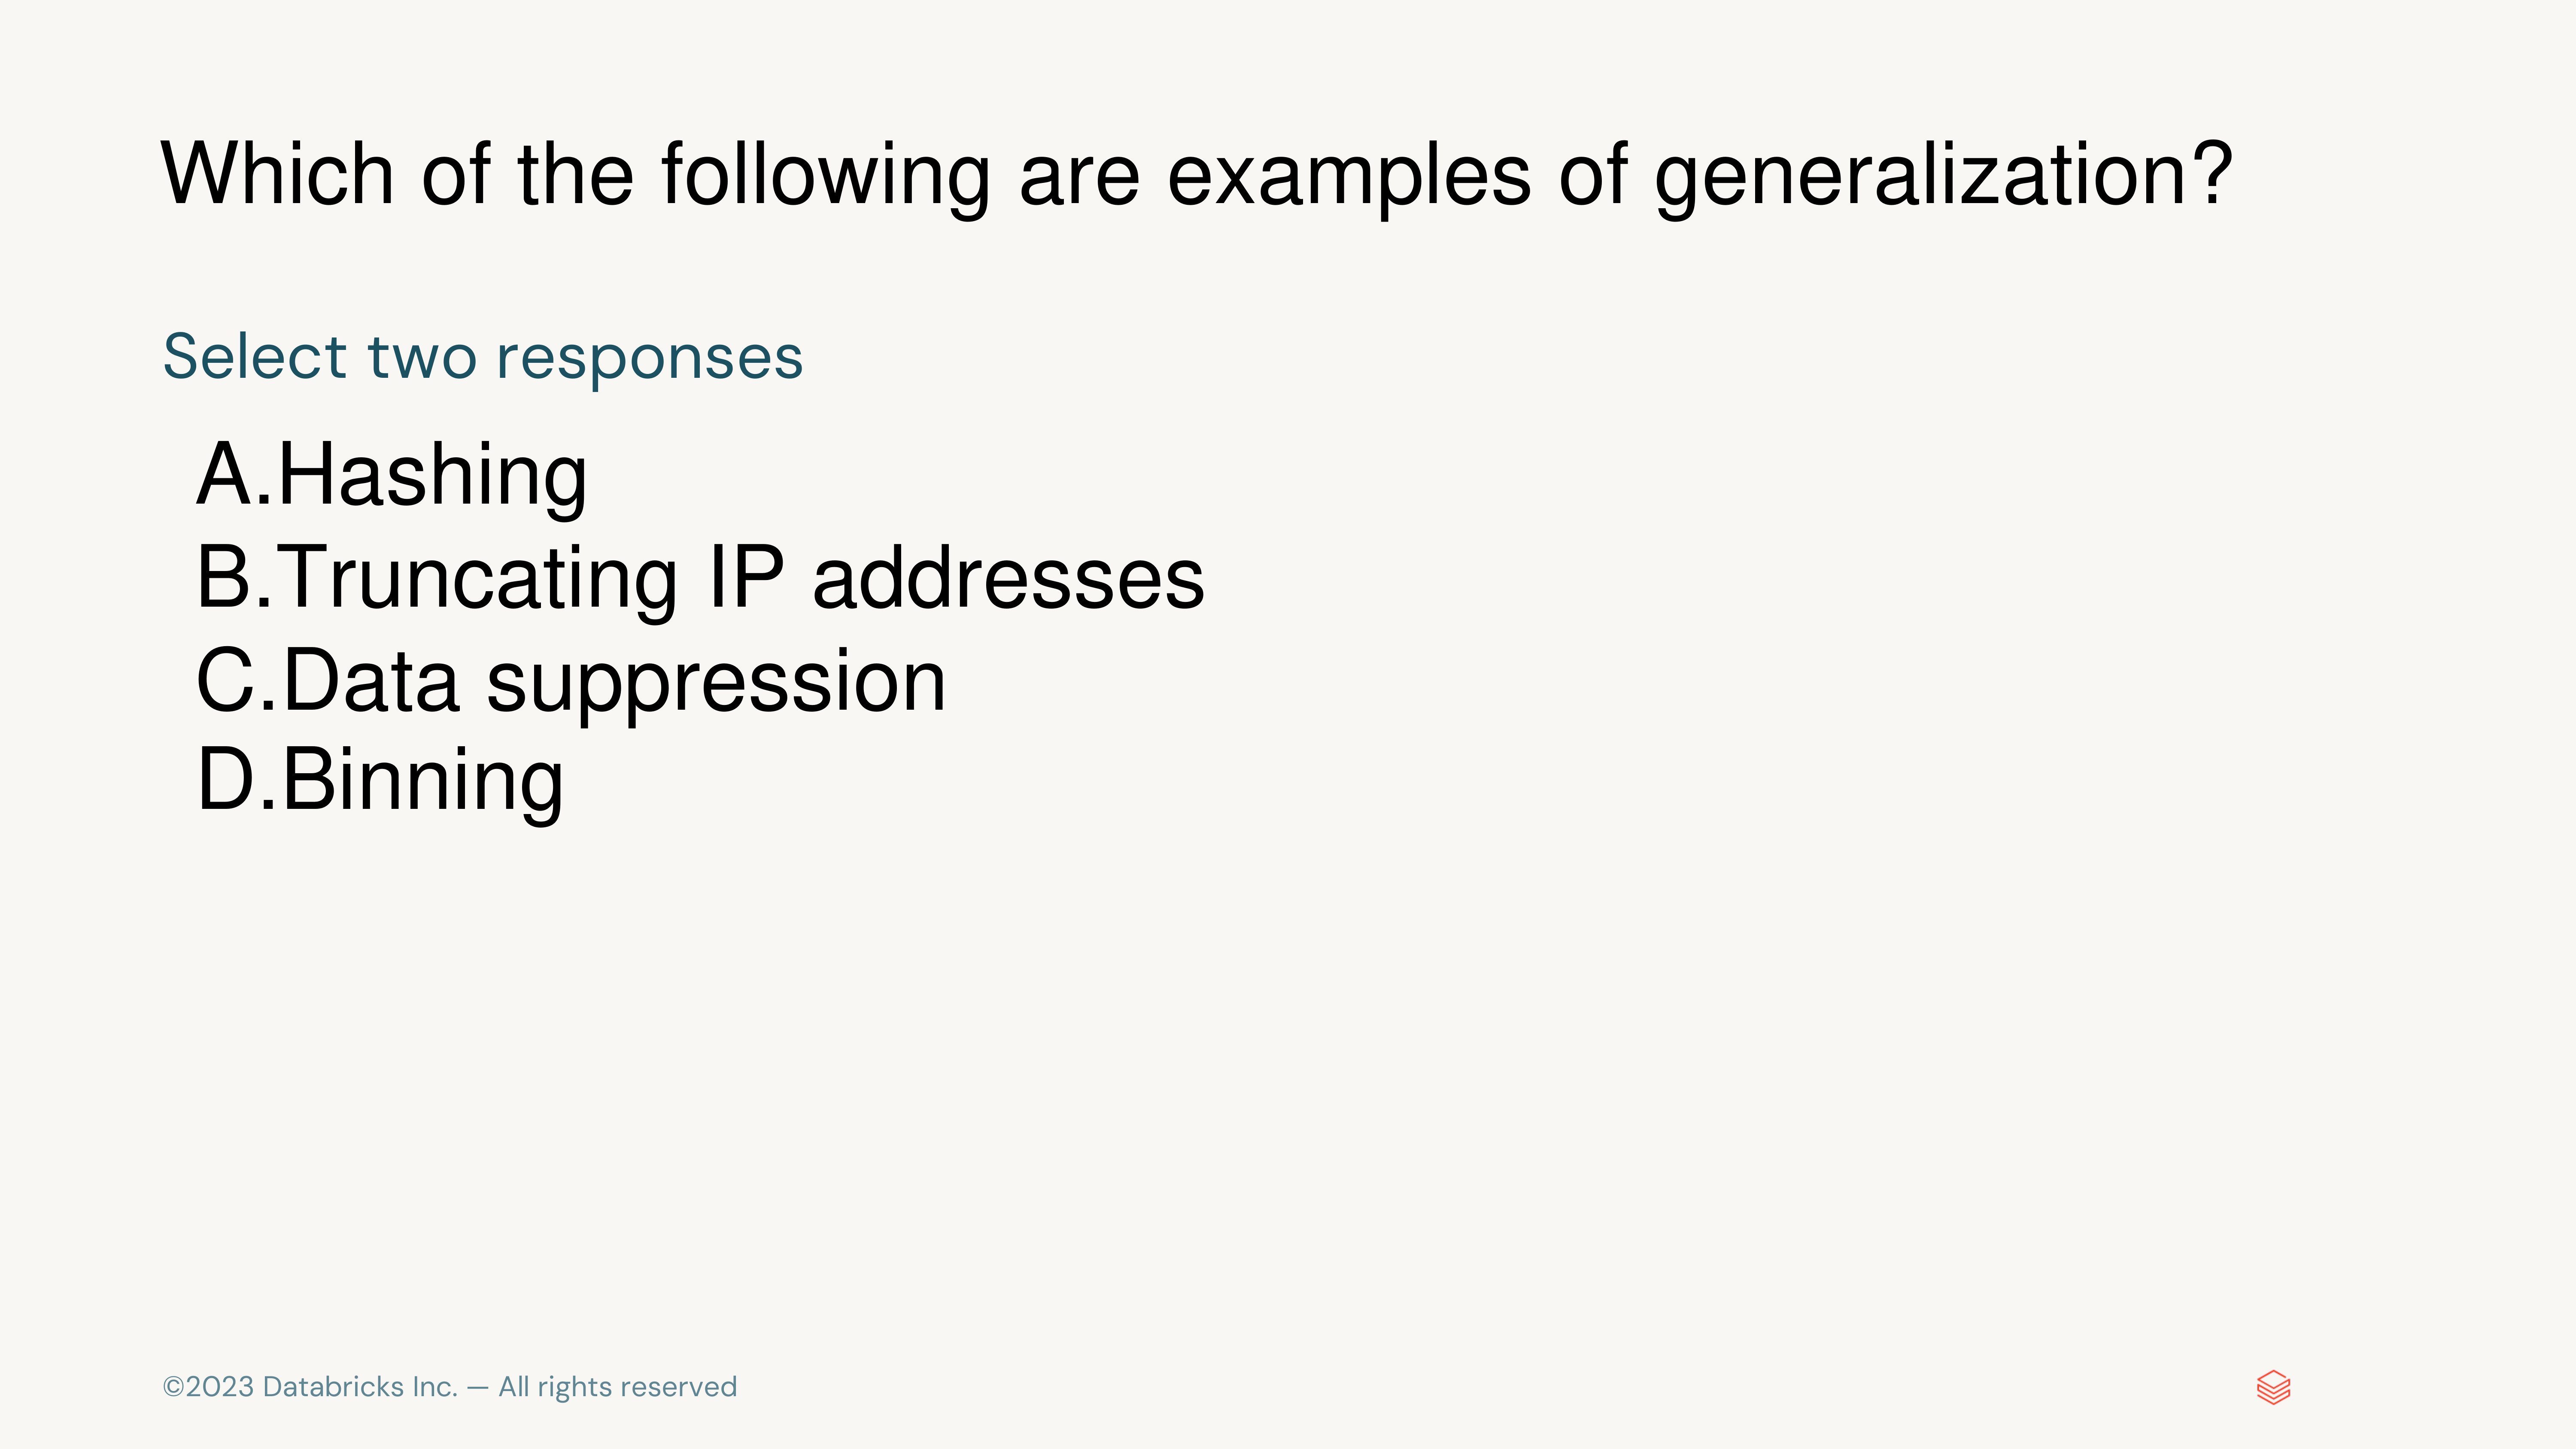 Which of the following are examples of generalization?
Select two responses
A.Hashing
B.Truncating IP addresses
C.Data suppression
D.Binning
©2023 Databricks Inc. — All rights reserved